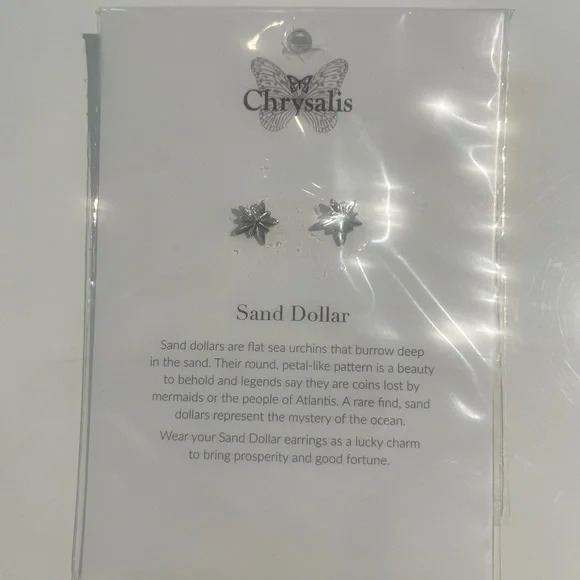 Chrysalis
Sand Dollar
Sand dollars are flat sea urchins that burrow deep
in the sand. Their round, petal-like pattern is a beauty
to behold and legends say they are coins lost by
mermaids or the people of Atlantis. A rare find, sand
dollars represent the mystery of the ocean.
Wear your Sand Dollar earrings as a lucky charm
to bring prosperity and good fortune.